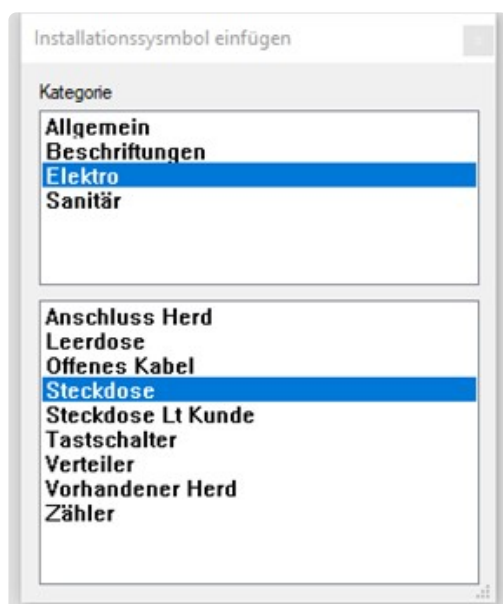 Installationssysmbol einfügen
Kategorie
Allgemein
Beschriftungen
Elektro
Sanitär
Anschluss Herd
Leerdose
Offenes Kabel
Steckdose
Steckdose Lt Kunde
Tastschalter
Verteiler
Vorhandener Herd
Zähler